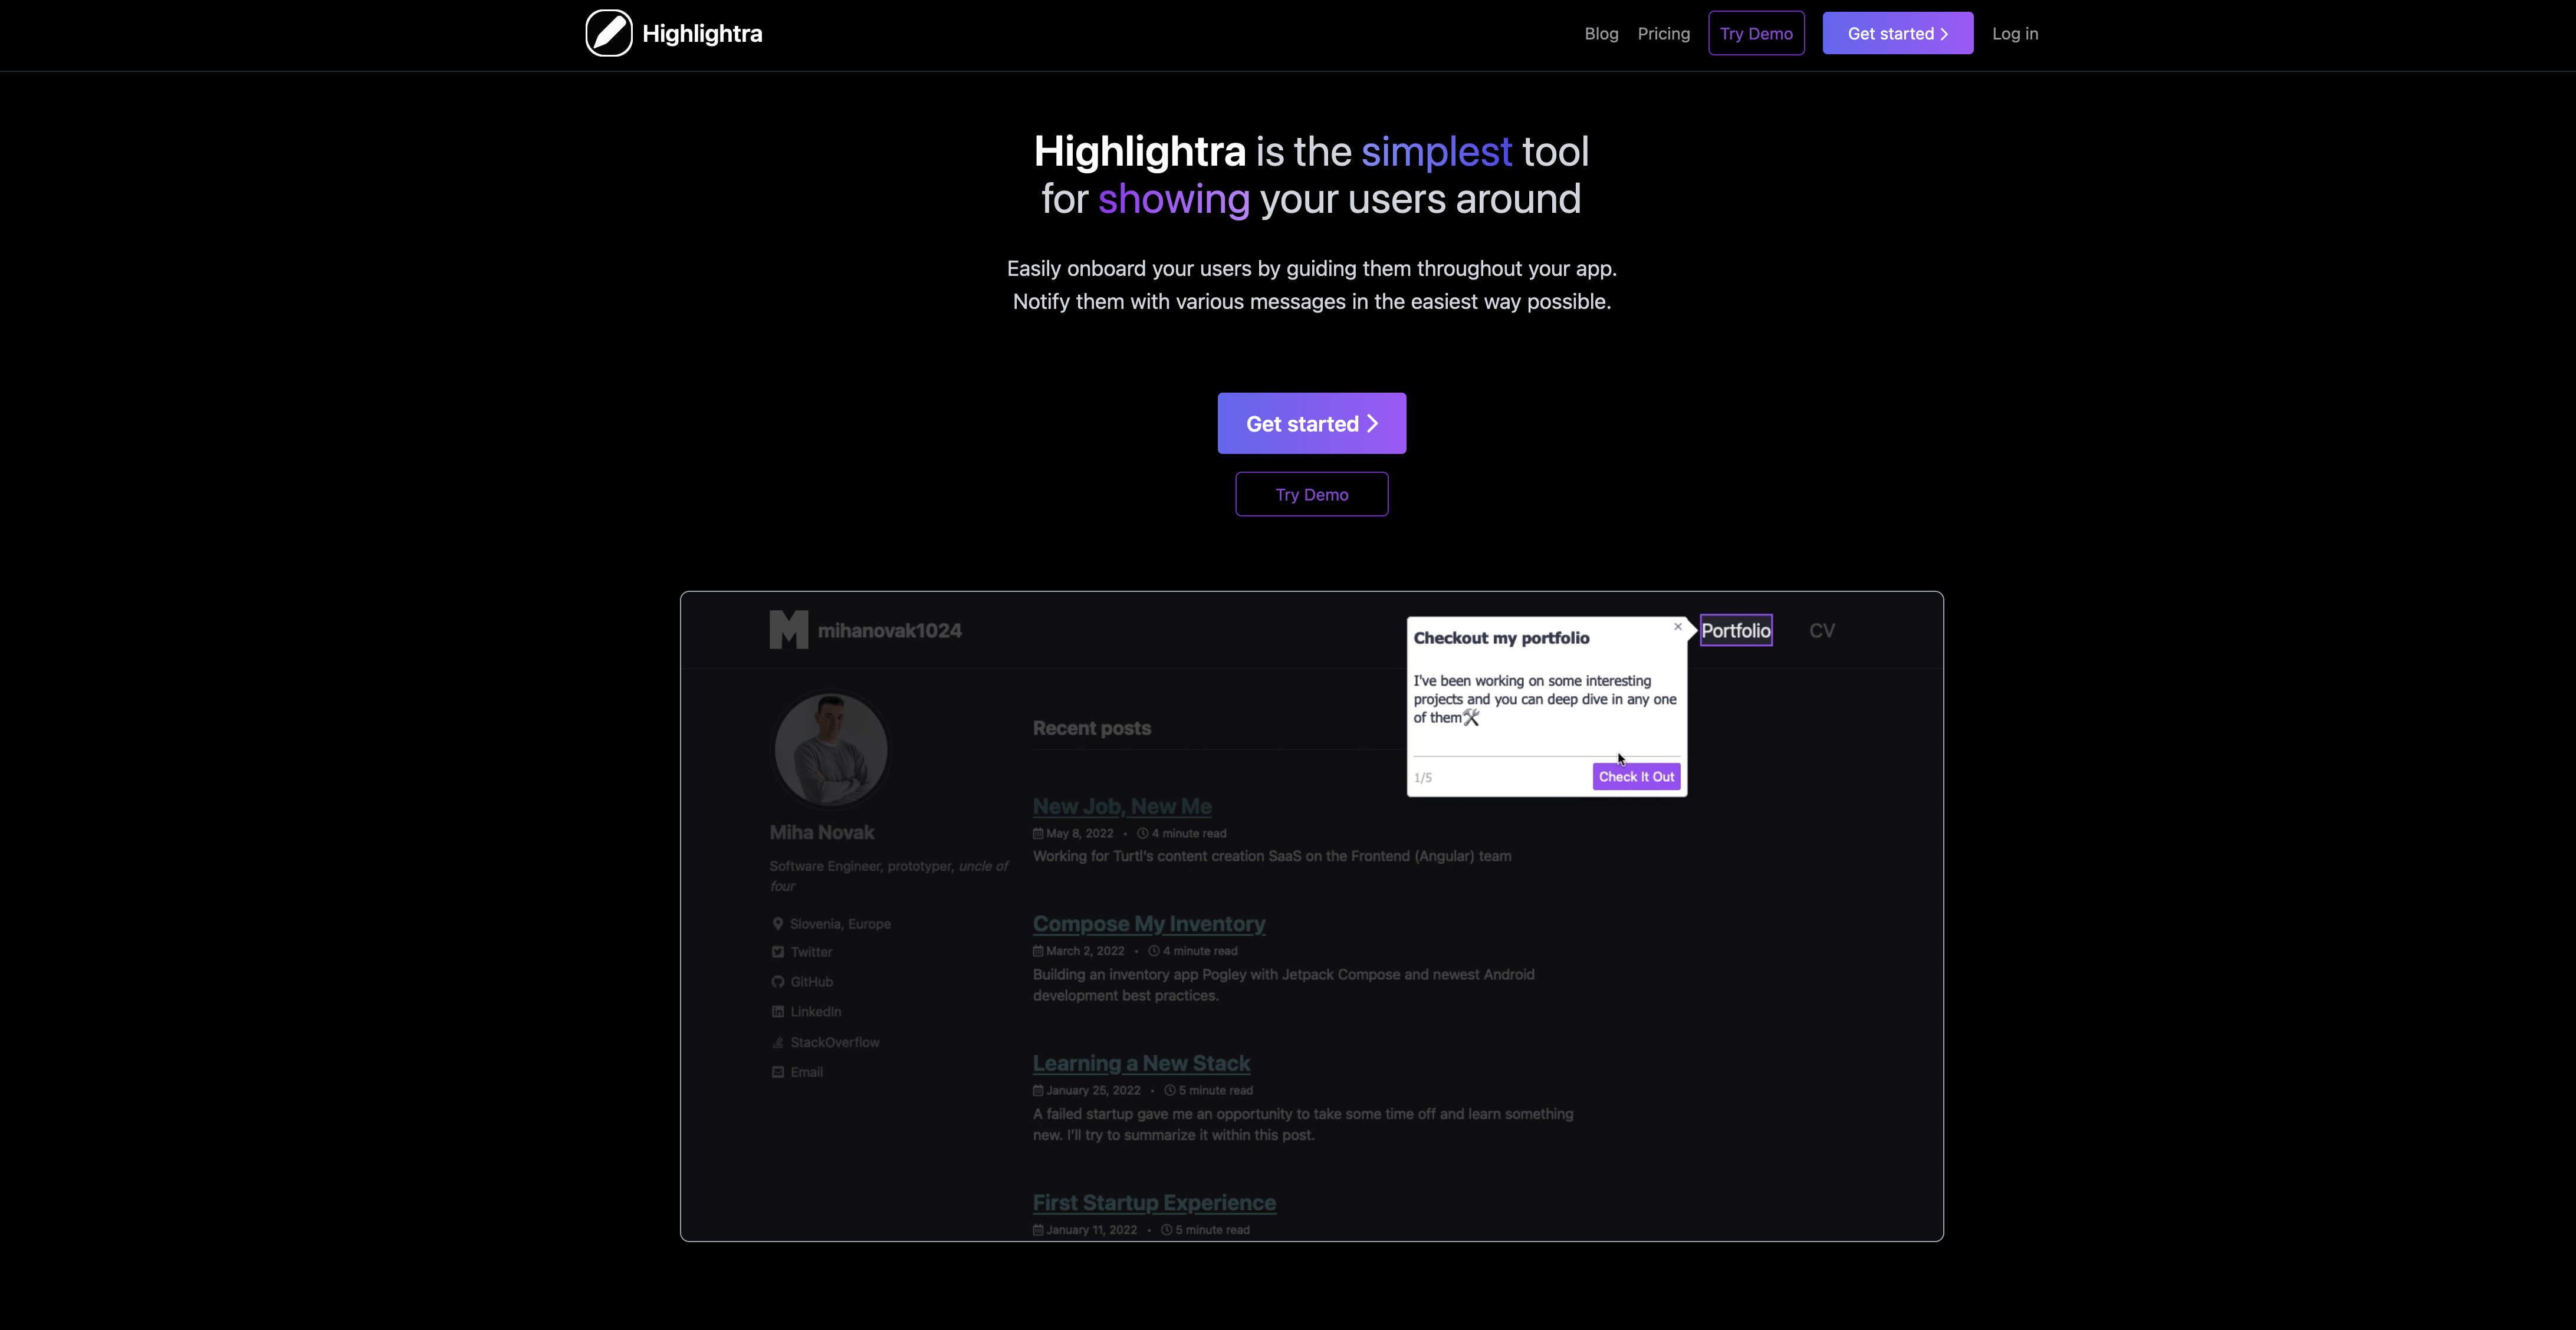 Highlightra
Blog Pricing Try Demo Get started Log in
Highlightra is the simplest tool
for showing your users around
Easily onboard your users by guiding them throughout your app.
Notify them with various messages in the easiest way possible.
Get started
Try Demo
M mihanovak1024
Portfolio
CV
Checkout my portfolio
I've been working on some interesting
projects and you can deep dive in any one
of them🛠
1/5
Check It Out
Miha Novak
Software Engineer, prototyper, uncle of
four
Slovenia, Europe
Twitter
GitHub
LinkedIn
StackOverflow
Email
Recent posts
New Job, New Me
May 8, 2022 • 4 minute read
Working for Turtl's content creation SaaS on the Frontend (Angular) team
Compose My Inventory
March 2, 2022 • 4 minute read
Building an inventory app Pogley with Jetpack Compose and newest Android
development best practices.
Learning a New Stack
January 25, 2022 • 5 minute read
A failed startup gave me an opportunity to take some time off and learn something
new. I'll try to summarize it within this post.
First Startup Experience
January 11, 2022 • 5 minute read